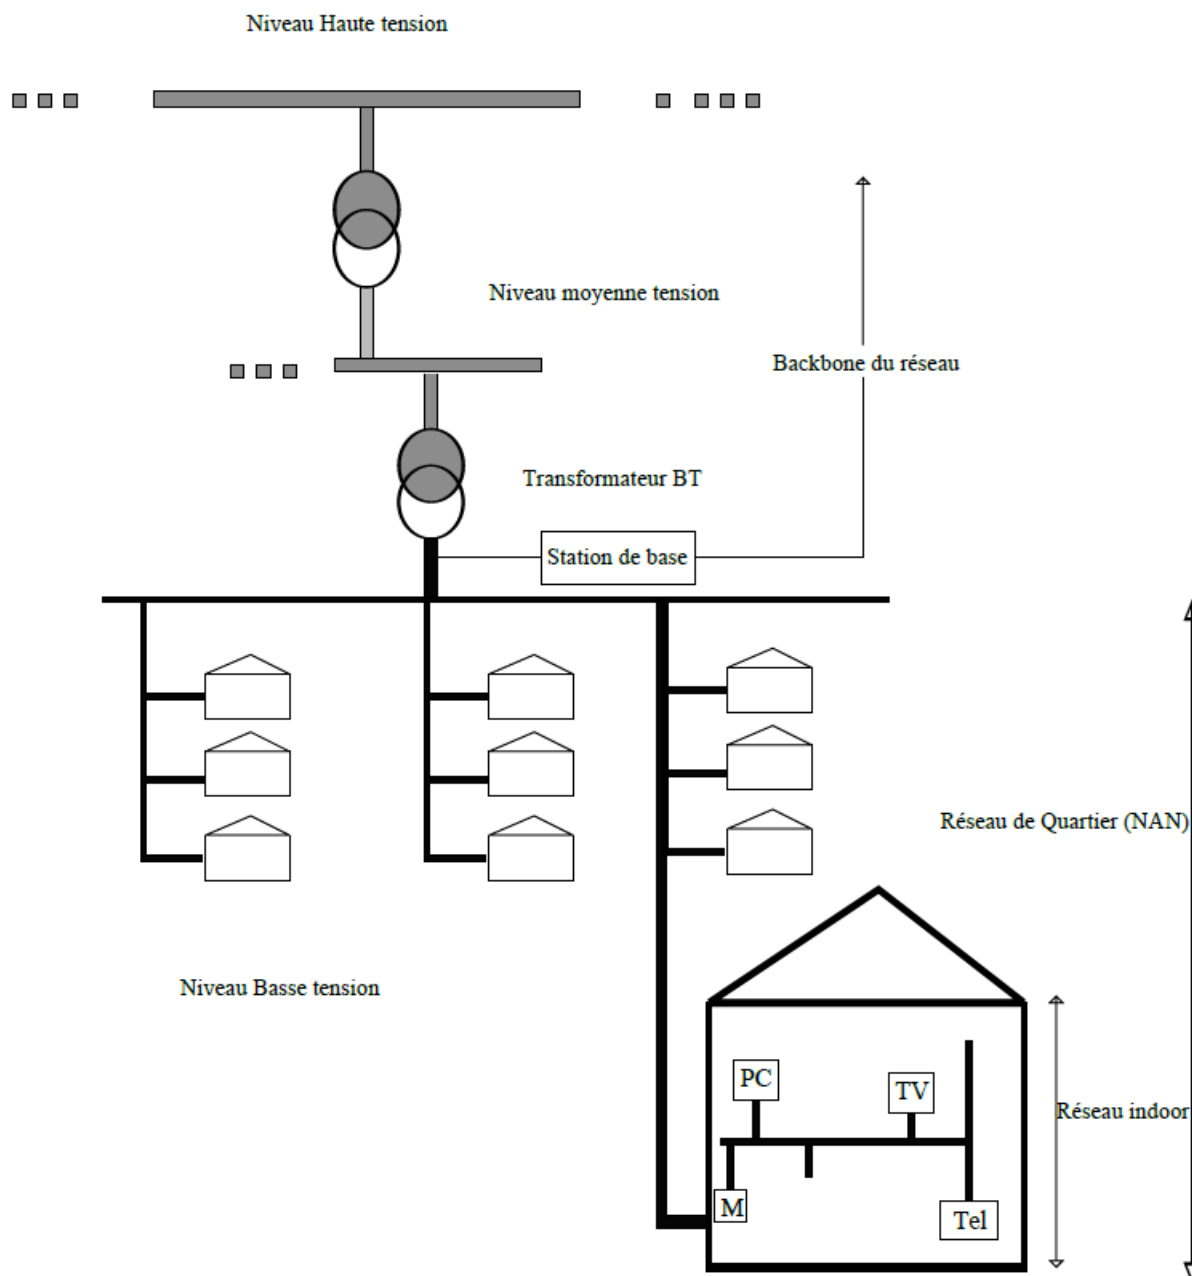 Niveau Haute tension
Niveau moyenne tension
Backbone du réseau
Transformateur BT
Station de base
Réseau de Quartier (NAN)
Niveau Basse tension
PC
TV
Réseau indoor
M
Tel